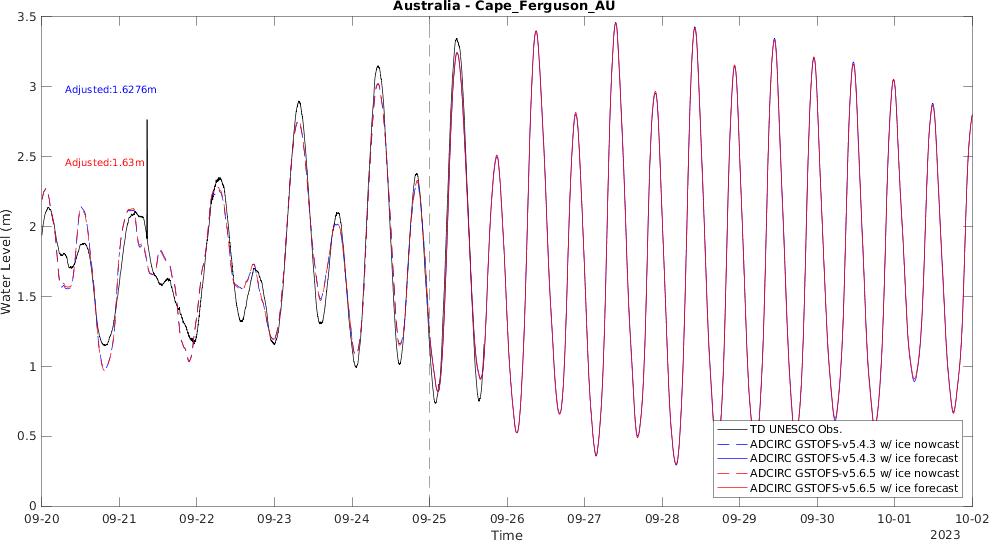 Australia - Cape_Ferguson_AU
3.5
3
2.5
2
1.5
1
0.5
0
Water Level (m)
Adjusted:1.6276m
Adjusted:1.63m
TD UNESCO Obs.
ADCIRC GSTOFS-v5.4.3 w/ ice nowcast
ADCIRC GSTOFS-v5.4.3 w/ ice forecast
ADCIRC GSTOFS-v5.6.5 w/ ice nowcast
ADCIRC GSTOFS-v5.6.5 w/ ice forecast
09-20 09-21 09-22 09-23 09-24 09-25 09-26 09-27 09-28 09-29 09-30 10-01 10-02
Time
2023